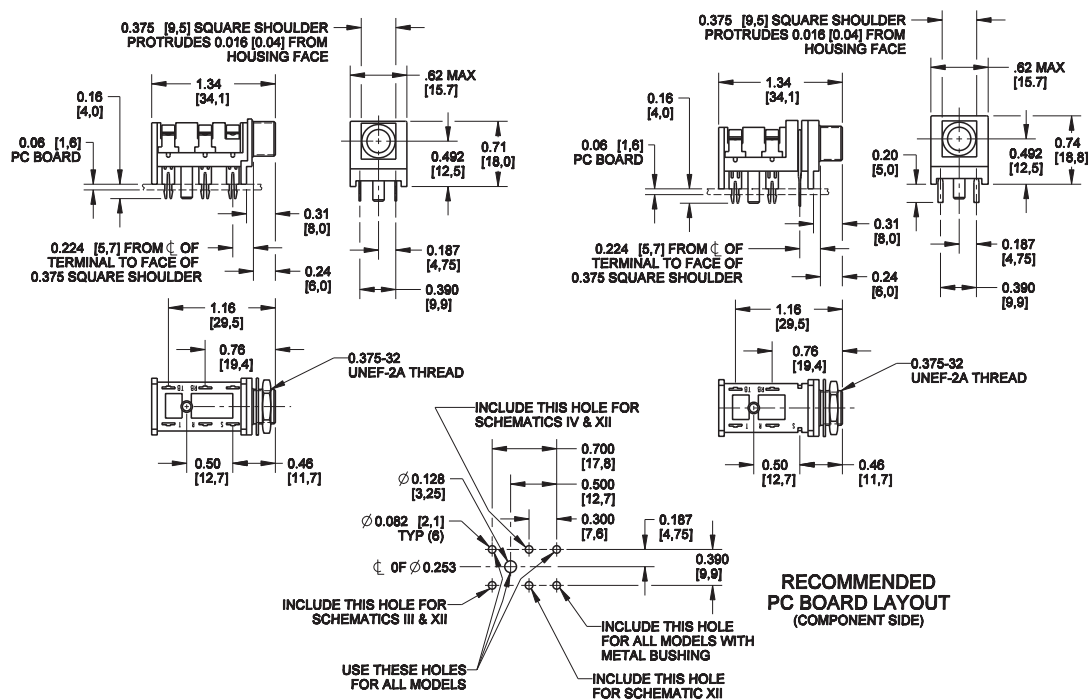 0.375 [9,5] SQUARE SHOULDER
PROTRUDES 0.016 [0.04] FROM
HOUSING FACE
1.34
[34,1]
.62 MAX
[15.7]
0.16
[4,0]
0.06 [1,6]
PC BOARD
0.71
[18,0]
0.492
[12,5]
0.31
[8,0]
0.224 [5,7] FROM ℄ OF
TERMINAL TO FACE OF
0.375 SQUARE SHOULDER
0.187
[4,75]
0.24
[6,0]
0.390
[9,9]
1.16
[29,5]
0.76
[19,4]
0.375-32
UNEF-2A THREAD
TB RB
T R S
0.50
[12,7]
0.46
[11,7]
0.375 [9,5] SQUARE SHOULDER
PROTRUDES 0.016 [0.04] FROM
HOUSING FACE
1.34
[34,1]
.62 MAX
[15.7]
0.16
[4,0]
0.06 [1,6]
PC BOARD
0.20
[5,0]
0.74
[18,8]
0.492
[12,5]
0.31
[8,0]
0.224 [5,7] FROM ℄ OF
TERMINAL TO FACE OF
0.375 SQUARE SHOULDER
0.187
[4,75]
0.24
[6,0]
0.390
[9,9]
1.16
[29,5]
0.76
[19,4]
0.375-32
UNEF-2A THREAD
TB RB
T R S
0.50
[12,7]
0.46
[11,7]
INCLUDE THIS HOLE FOR
SCHEMATICS IV & XII
0.700
[17,8]
Ø 0.128
[3,25]
0.500
[12,7]
Ø 0.082 [2,1]
TYP (6)
0.300
[7,6]
0.187
[4,75]
℄ OF Ø 0.253
0.390
[9,9]
INCLUDE THIS HOLE FOR
SCHEMATICS III & XII
INCLUDE THIS HOLE
FOR ALL MODELS WITH
METAL BUSHING
USE THESE HOLES
FOR ALL MODELS
INCLUDE THIS HOLE
FOR SCHEMATIC XII
RECOMMENDED
PC BOARD LAYOUT
(COMPONENT SIDE)